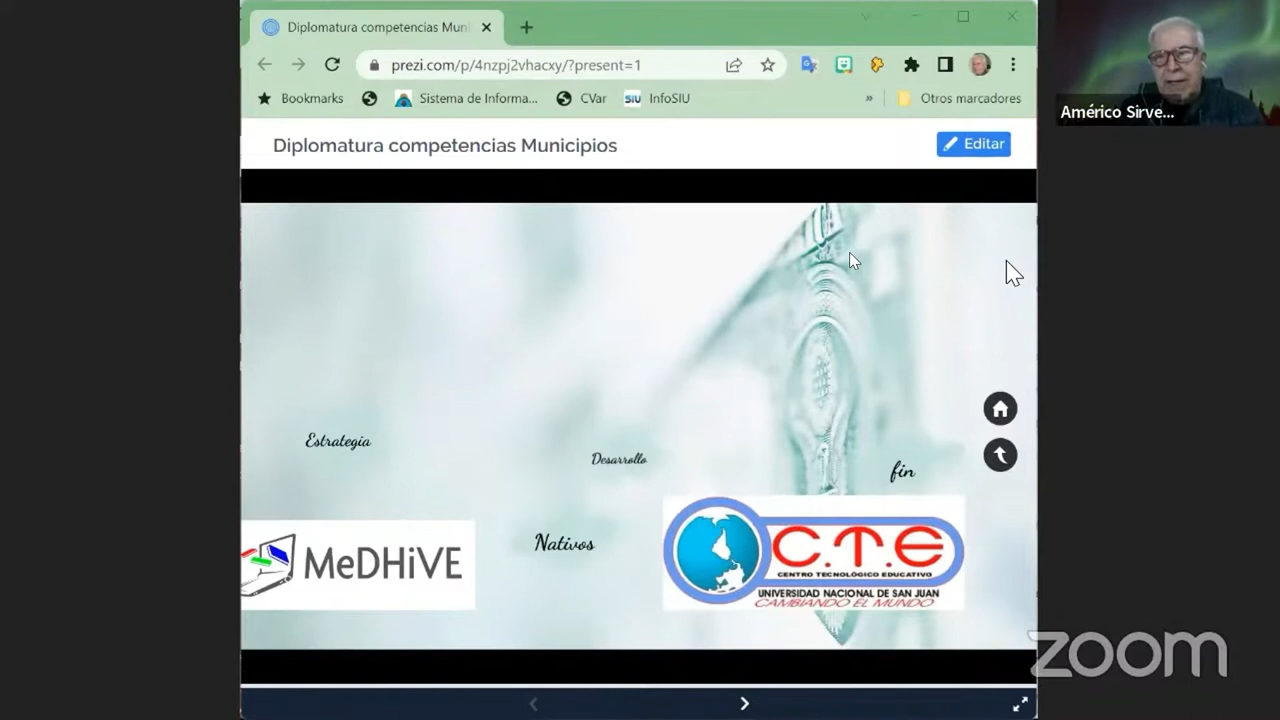 Diplomatura competencias Mun
prezi.com/p/4nzpj2vhacxy/?present=1
Bookmarks
Sistema de Informa...
CVar
SIU
InfoSIU
»
Otros marcadores
Américo Sirve...
Diplomatura competencias Municipios
Editar
Estrategia
Desarrollo
fin
Nativos
MeDHiVE
C.T.E
CENTRO TECNOLÓGICO EDUCATIVO
UNIVERSIDAD NACIONAL DE SAN JUAN
CAMBIANDO EL MUNDO
zoom